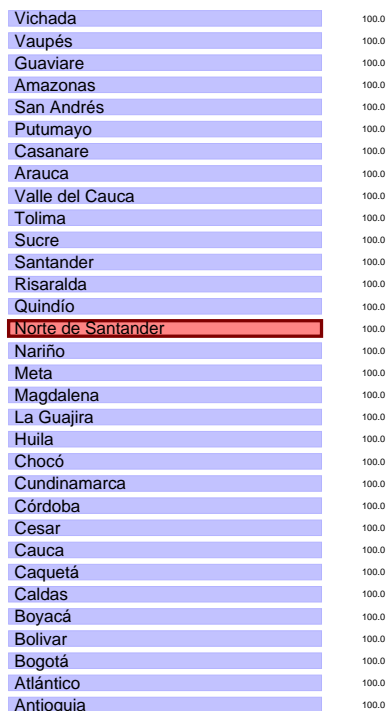 Vichada 100.0
Vaupés 100.0
Guaviare 100.0
Amazonas 100.0
San Andrés 100.0
Putumayo 100.0
Casanare 100.0
Arauca 100.0
Valle del Cauca 100.0
Tolima 100.0
Sucre 100.0
Santander 100.0
Risaralda 100.0
Quindío 100.0
Norte de Santander 100.0
Nariño 100.0
Meta 100.0
Magdalena 100.0
La Guajira 100.0
Huila 100.0
Chocó 100.0
Cundinamarca 100.0
Córdoba 100.0
Cesar 100.0
Cauca 100.0
Caquetá 100.0
Caldas 100.0
Boyacá 100.0
Bolivar 100.0
Bogotá 100.0
Atlántico 100.0
Antioquia 100.0